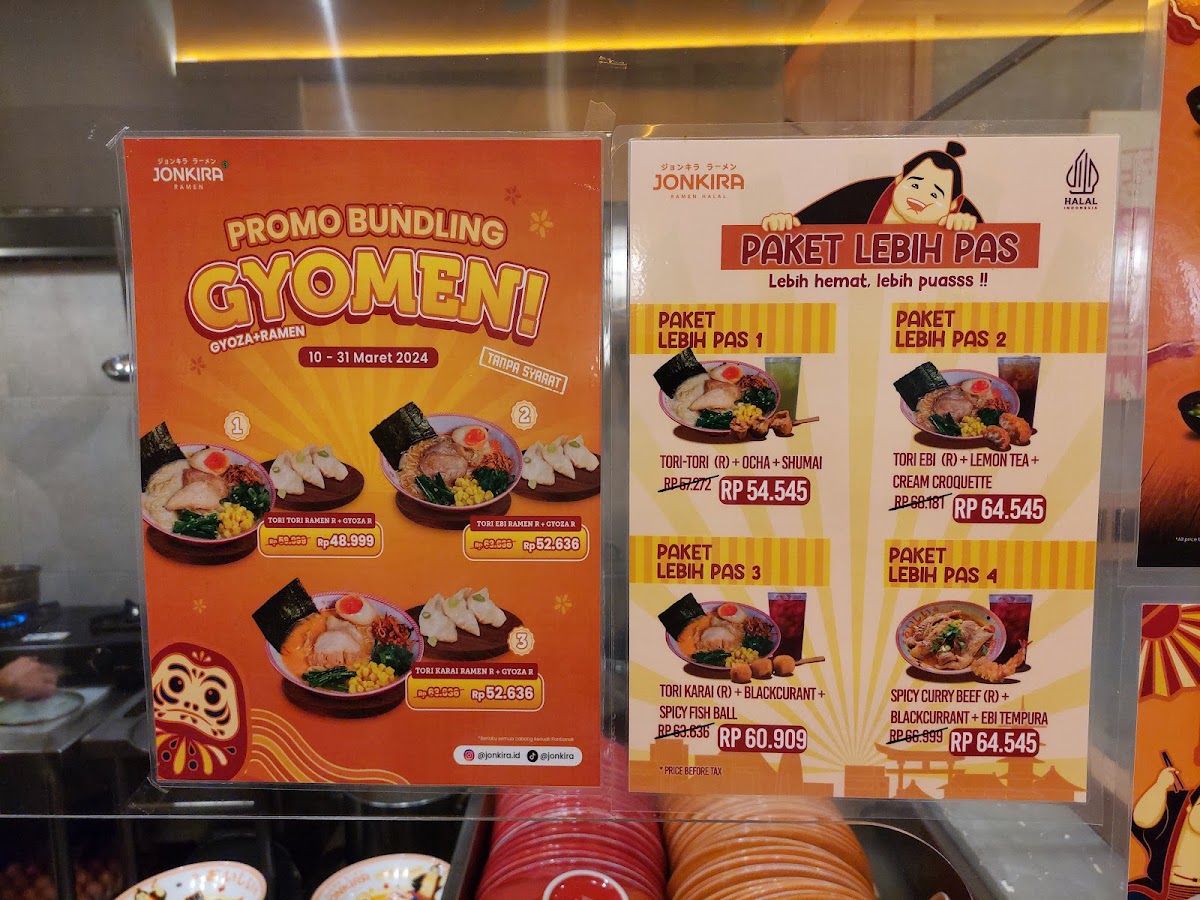 ジョンキラ ラーメン
JONKIRA
RAMEN
PROMO BUNDLING
GYOMEN!
GYOZA+RAMEN
10 - 31 Maret 2024
TANPA SYARAT
1
2
TORI TORI RAMEN R + GYOZA R
Rp 48.999
TORI EBI RAMEN R + GYOZA R
Rp 52.636
3
TORI KARAI RAMEN R + GYOZA R
Rp 52.636
@jonkira.id @jonkira
ジョンキラ ラーメン
JONKIRA
RAMEN HALAL
HALAL
INDONESIA
PAKET LEBIH PAS
Lebih hemat, lebih puasss !!
PAKET
LEBIH PAS 1
TORI-TORI (R) + OCHA + SHUMAI
RP 57.272 RP 54.545
PAKET
LEBIH PAS 2
TORI EBI (R) + LEMON TEA +
CREAM CROQUETTE
RP 68.181 RP 64.545
PAKET
LEBIH PAS 3
TORI KARAI (R) + BLACKCURANT +
SPICY FISH BALL
RP 63.636 RP 60.909
PAKET
LEBIH PAS 4
SPICY CURRY BEEF (R) +
BLACKCURRANT + EBI TEMPURA
RP 66.999 RP 64.545
* PRICE BEFORE TAX
JONKIRA